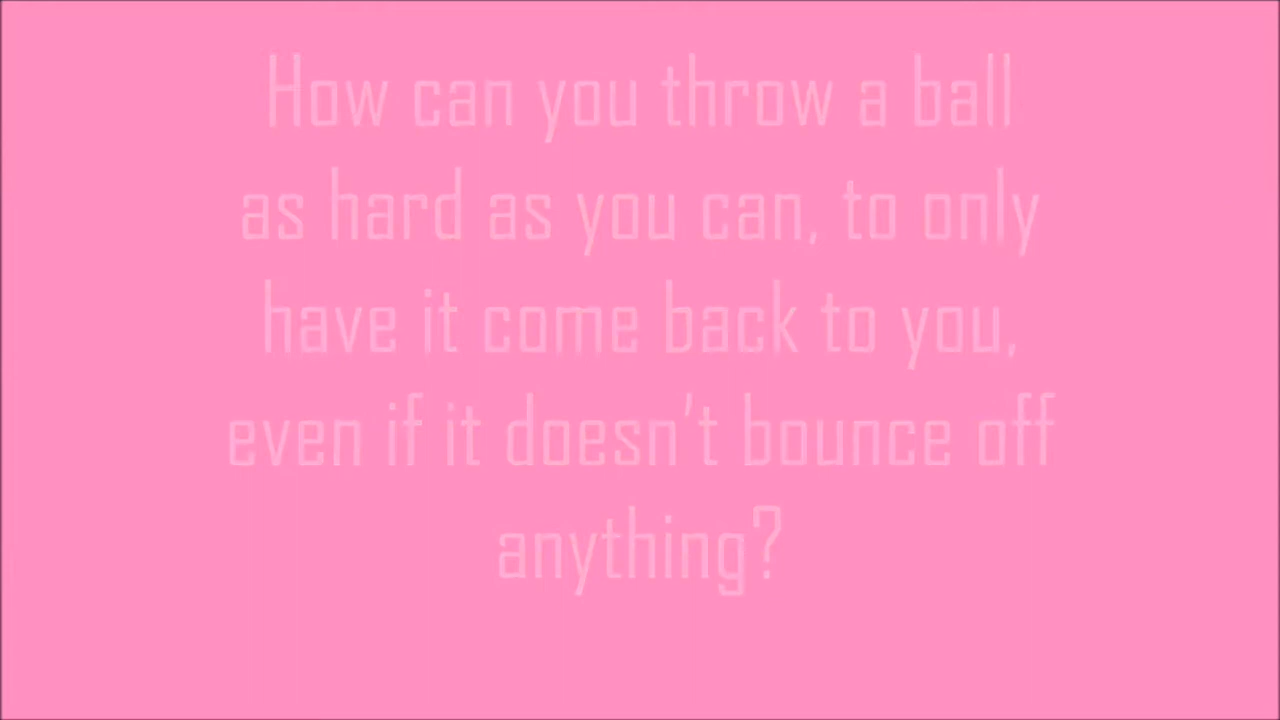 How can you throw a ball
as hard as you can, to only
have it come back to you,
even if it doesn't bounce off
anything?